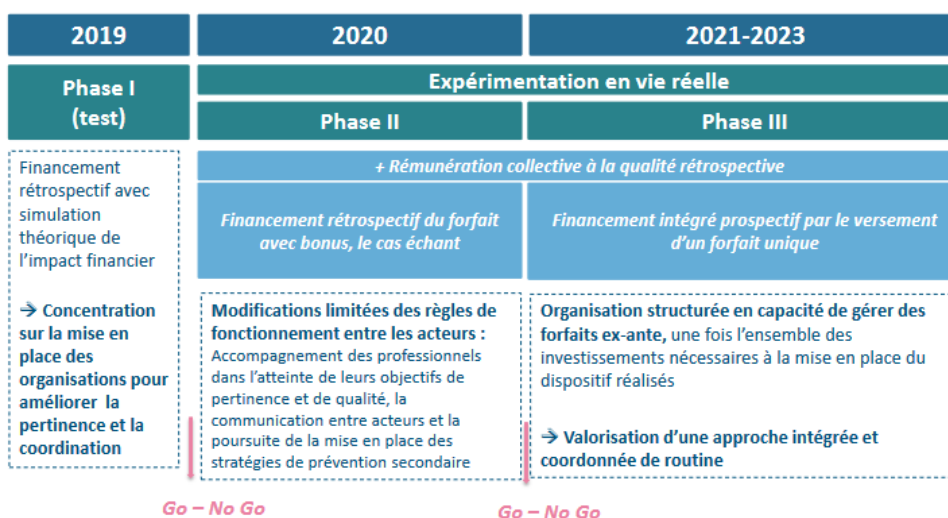 2019
2020
2021-2023
Phase I
(test)
Expérimentation en vie réelle
Phase II
Phase III
Financement
rétrospectif avec
simulation
théorique de
l'impact financier
→ Concentration
sur la mise en
place des
organisations pour
améliorer la
pertinence et la
coordination
+ Rémunération collective à la qualité rétrospective
Financement rétrospectif du forfait
avec bonus, le cas échant
Financement intégré prospectif par le versement
d'un forfait unique
Modifications limitées des règles de
fonctionnement entre les acteurs :
Accompagnement des professionnels
dans l'atteinte de leurs objectifs de
pertinence et de qualité, la
communication entre acteurs et la
poursuite de la mise en place des
stratégies de prévention secondaire
Organisation structurée en capacité de gérer des
forfaits ex-ante, une fois l'ensemble des
investissements nécessaires à la mise en place du
dispositif réalisés
→ Valorisation d'une approche intégrée et
coordonnée de routine
Go – No Go
Go – No Go